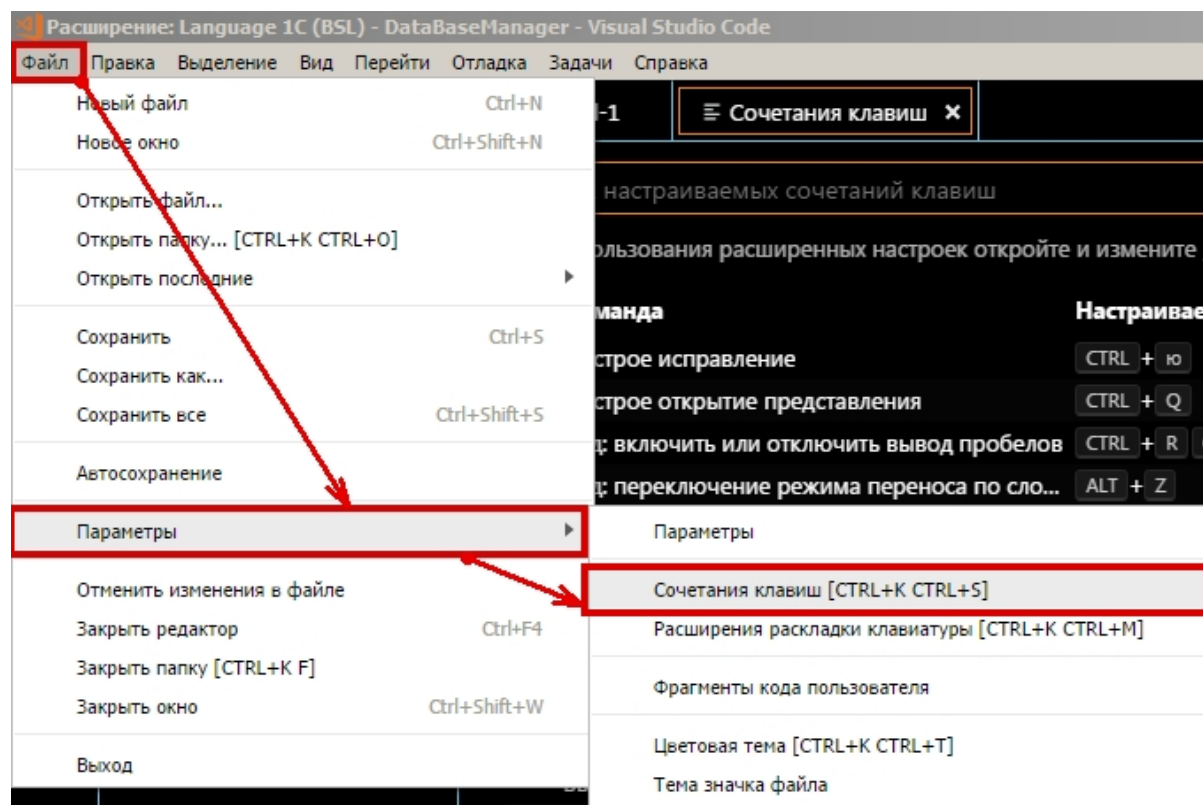 Расширение: Language 1C (BSL) - DataBaseManager - Visual Studio Code
Файл Правка Выделение Вид Перейти Отладка Задачи Справка
Новый файл Ctrl+N
Новое окно Ctrl+Shift+N
Открыть файл...
Открыть папку... [CTRL+K CTRL+O]
Открыть последние
Сохранить Ctrl+S
Сохранить как...
Сохранить все Ctrl+Shift+S
Автосохранение
Параметры
Отменить изменения в файле
Закрыть редактор Ctrl+F4
Закрыть папку [CTRL+K F]
Закрыть окно Ctrl+Shift+W
Выход
-1
Сочетания клавиш ×
настраиваемых сочетаний клавиш
ользования расширенных настроек откройте и измените
манда Настраивае
строе исправление CTRL + ю
строе открытие представления CTRL + Q
д: включить или отключить вывод пробелов CTRL + R
д: переключение режима переноса по сло... ALT + Z
Параметры
Сочетания клавиш [CTRL+K CTRL+S]
Расширения раскладки клавиатуры [CTRL+K CTRL+M]
Фрагменты кода пользователя
Цветовая тема [CTRL+K CTRL+T]
Тема значка файла